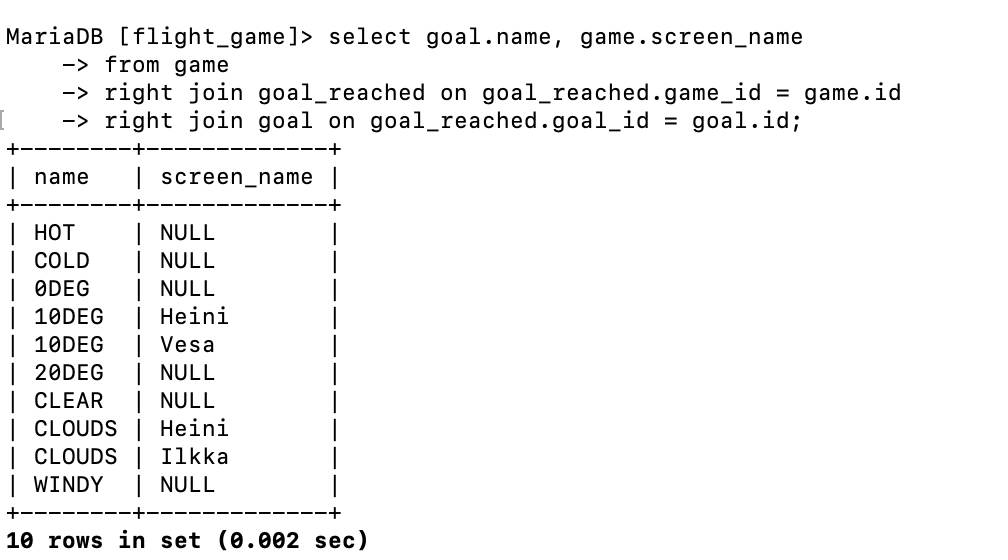 MariaDB [flight_game]> select goal.name, game.screen_name
    -> from game
    -> right join goal_reached on goal_reached.game_id = game.id
    -> right join goal on goal_reached.goal_id = goal.id;
+--------+-------------+
| name   | screen_name |
+--------+-------------+
| HOT    | NULL        |
| COLD   | NULL        |
| 0DEG   | NULL        |
| 10DEG  | Heini       |
| 10DEG  | Vesa        |
| 20DEG  | NULL        |
| CLEAR  | NULL        |
| CLOUDS | Heini       |
| CLOUDS | Ilkka       |
| WINDY  | NULL        |
+--------+-------------+
10 rows in set (0.002 sec)